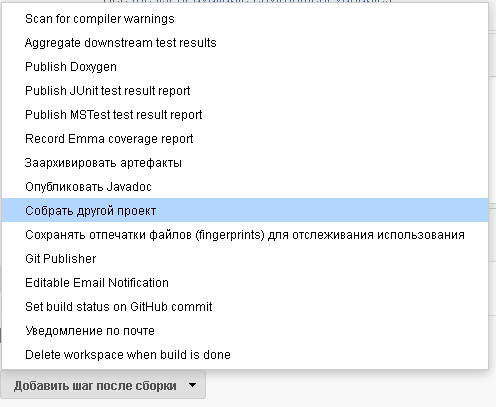 Scan for compiler warnings
Aggregate downstream test results
Publish Doxygen
Publish JUnit test result report
Publish MSTest test result report
Record Emma coverage report
Заархивировать артефакты
Опубликовать Javadoc
Собрать другой проект
Сохранять отпечатки файлов (fingerprints) для отслеживания использования
Git Publisher
Editable Email Notification
Set build status on GitHub commit
Уведомление по почте
Delete workspace when build is done
Добавить шаг после сборки